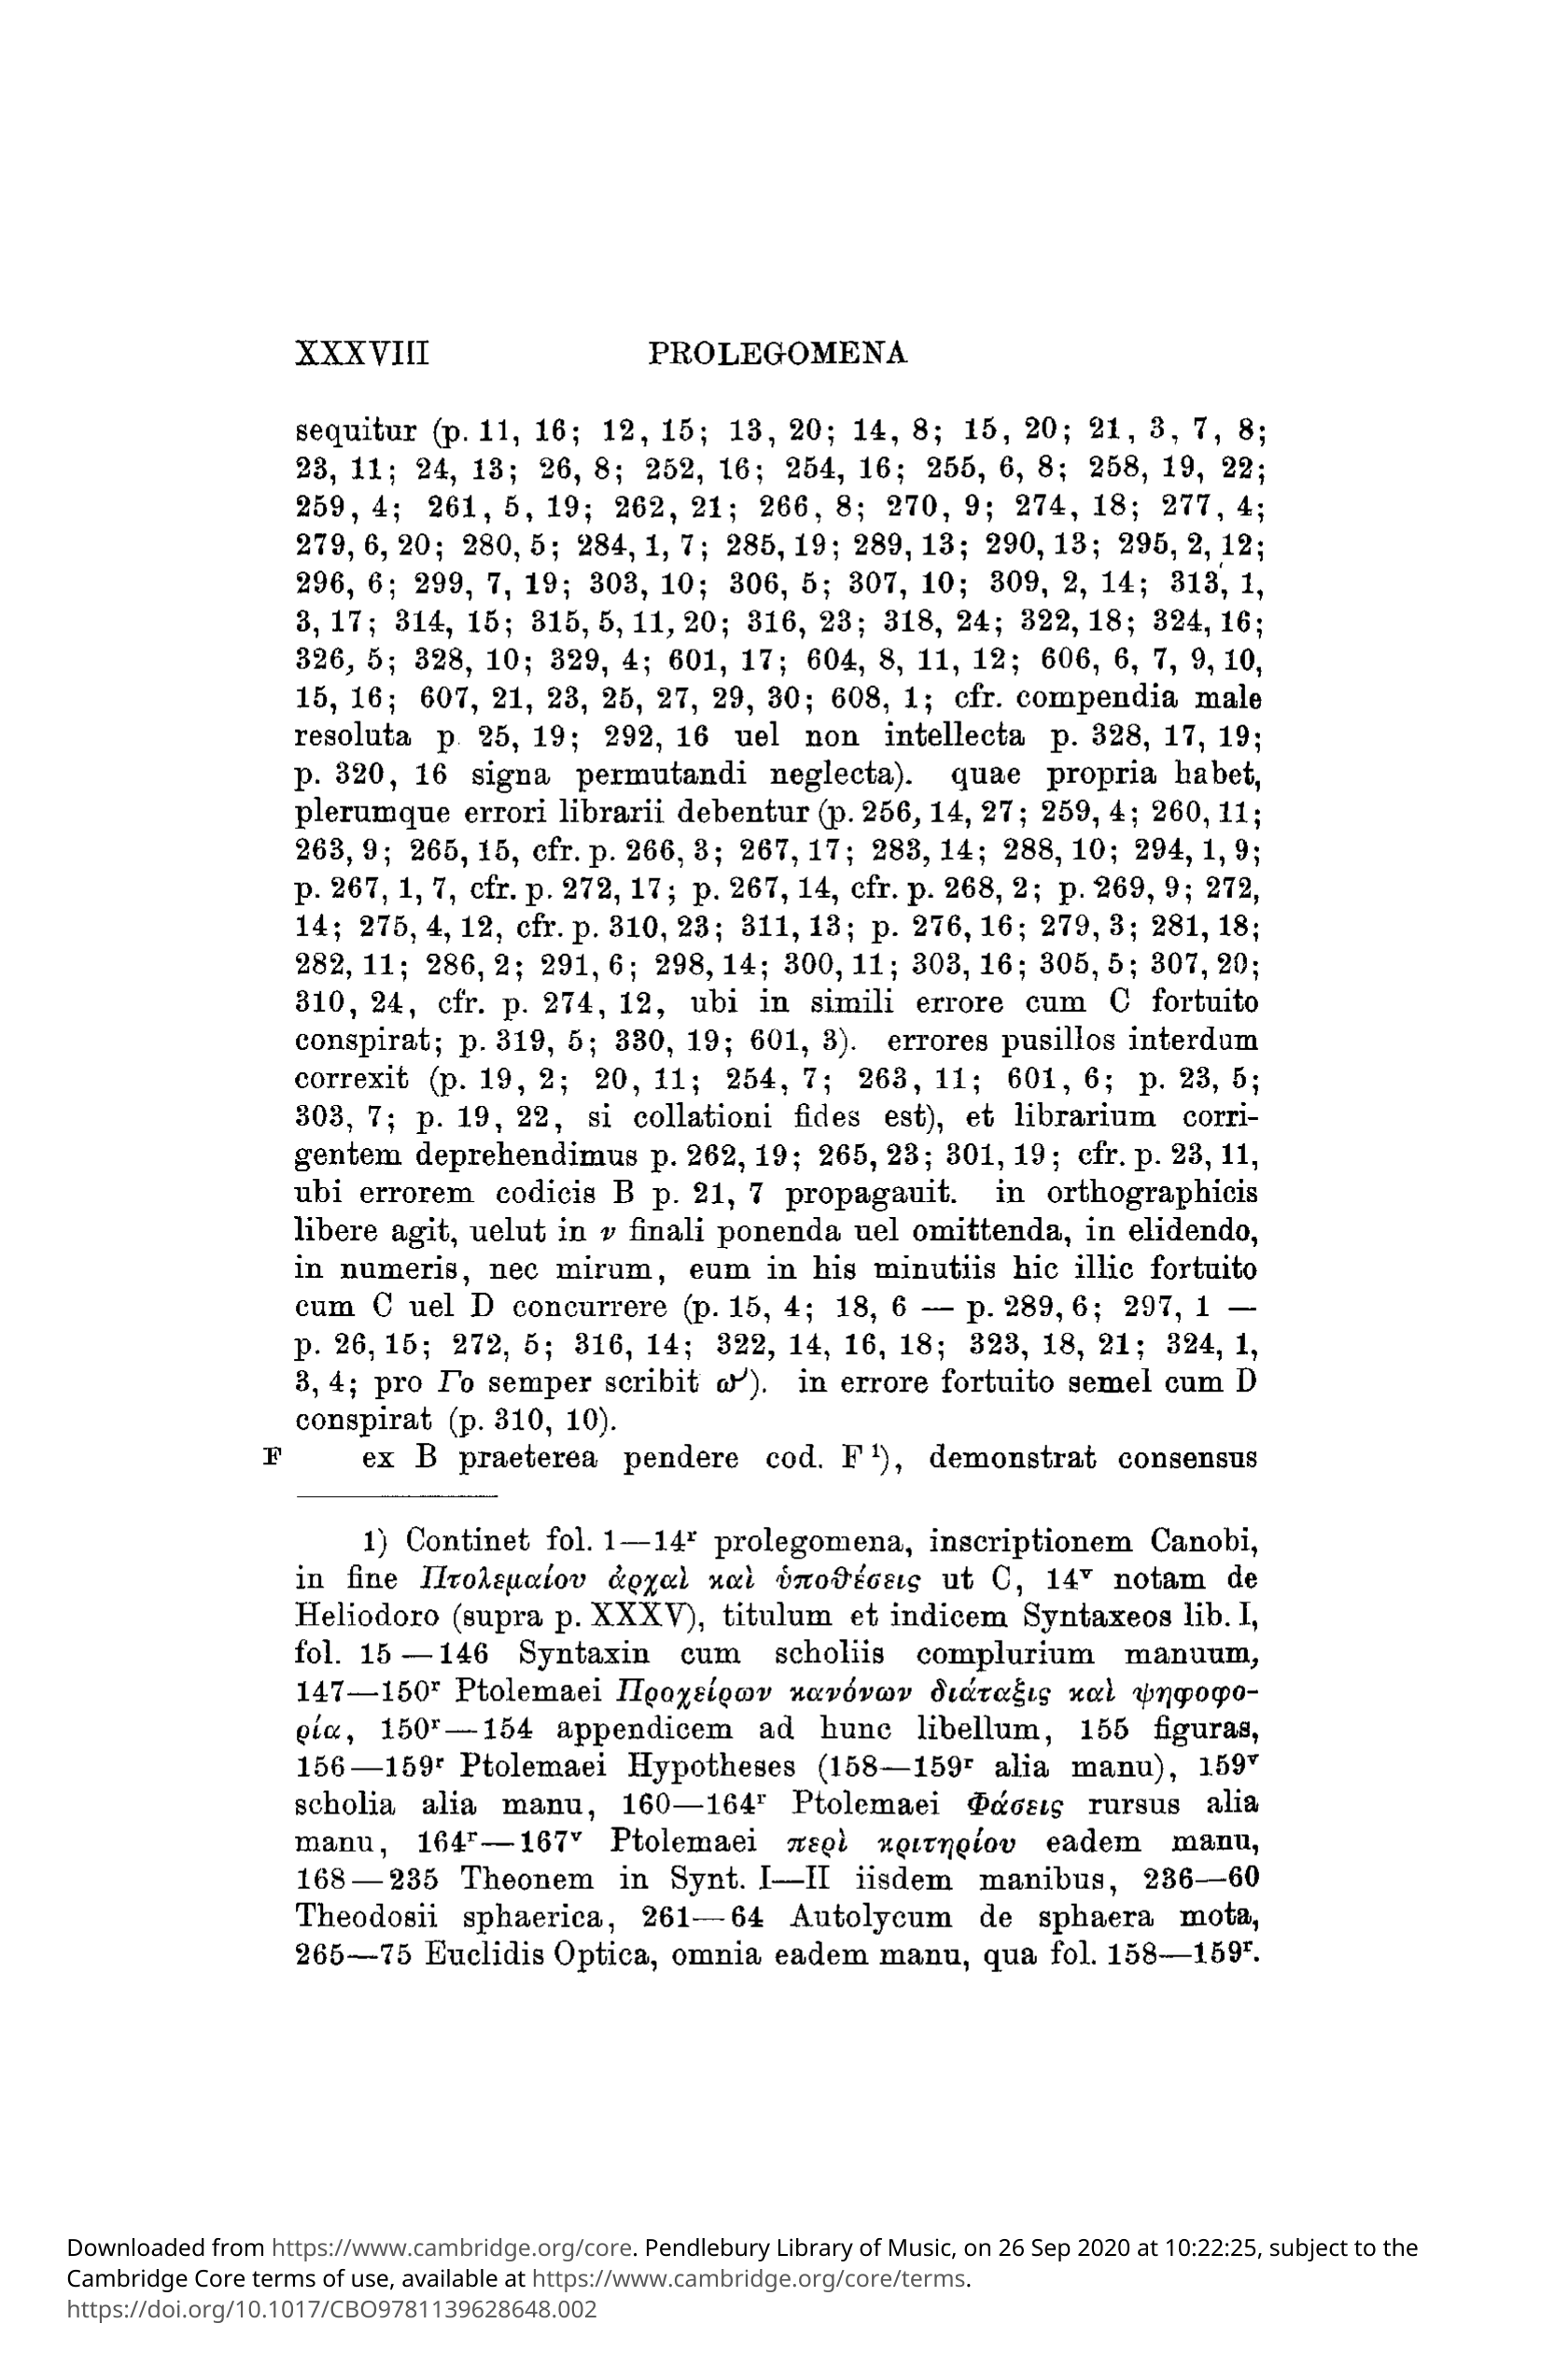 XXXVIII PROLEGOMENA
sequitur (p. 11, 16; 12, 15; 13, 20; 14, 8; 15, 20; 21, 3, 7, 8;
23, 11; 24, 13; 26, 8; 252, 16; 254, 16; 255, 6, 8; 258, 19, 22;
259, 4; 261, 5, 19; 262, 21; 266, 8; 270, 9; 274, 18; 277, 4;
279, 6, 20; 280, 5; 284, 1, 7; 285, 19; 289, 13; 290, 13; 295, 2, 12;
296, 6; 299, 7, 19; 303, 10; 306, 5; 307, 10; 309, 2, 14; 313, 1,
3, 17; 314, 15; 315, 5, 11, 20; 316, 23; 318, 24; 322, 18; 324, 16;
326, 5; 328, 10; 329, 4; 601, 17; 604, 8, 11, 12; 606, 6, 7, 9, 10,
15, 16; 607, 21, 23, 25, 27, 29, 30; 608, 1; cfr. compendia male
resoluta p. 25, 19; 292, 16 uel non intellecta p. 328, 17, 19;
p. 320, 16 signa permutandi neglecta). quae propria habet,
plerumque errori librarii debentur (p. 256, 14, 27; 259, 4; 260, 11;
263, 9; 265, 15, cfr. p. 266, 3; 267, 17; 283, 14; 288, 10; 294, 1, 9;
p. 267, 1, 7, cfr. p. 272, 17; p. 267, 14, cfr. p. 268, 2; p. 269, 9; 272,
14; 275, 4, 12, cfr. p. 310, 23; 311, 13; p. 276, 16; 279, 3; 281, 18;
282, 11; 286, 2; 291, 6; 298, 14; 300, 11; 303, 16; 305, 5; 307, 20;
310, 24, cfr. p. 274, 12, ubi in simili errore cum C fortuito
conspirat; p. 319, 5; 330, 19; 601, 3). errores pusillos interdum
correxit (p. 19, 2; 20, 11; 254, 7; 263, 11; 601, 6; p. 23, 5;
303, 7; p. 19, 22, si collationi fides est), et librarium corri-
gentem deprehendimus p. 262, 19; 265, 23; 301, 19; cfr. p. 23, 11,
ubi errorem codicis B p. 21, 7 propagauit. in orthographicis
libere agit, uelut in ν finali ponenda uel omittenda, in elidendo,
in numeris, nec mirum, eum in his minutiis hic illic fortuito
cum C uel D concurrere (p. 15, 4; 18, 6 — p. 289, 6; 297, 1 —
p. 26, 15; 272, 5; 316, 14; 322, 14, 16, 18; 323, 18, 21; 324, 1,
3, 4; pro Γο semper scribit ). in errore fortuito semel cum D
conspirat (p. 310, 10).
F ex B praeterea pendere cod. F ¹), demonstrat consensus
1) Continet fol. 1—14ʳ prolegomena, inscriptionem Canobi,
in fine Πτολεμαίου ἀρχαὶ καὶ ὑποθέσεις ut C, 14ᵛ notam de
Heliodoro (supra p. XXXV), titulum et indicem Syntaxeos lib. I,
fol. 15—146 Syntaxin cum scholiis complurium manuum,
147—150ʳ Ptolemaei Προχείρων κανόνων διάταξις καὶ ψηφοφο-
ρία, 150ʳ—154 appendicem ad hunc libellum, 155 figuras,
156—159ʳ Ptolemaei Hypotheses (158—159ʳ alia manu), 159ᵛ
scholia alia manu, 160—164ʳ Ptolemaei Φάσεις rursus alia
manu, 164ʳ—167ᵛ Ptolemaei περὶ κριτηρίου eadem manu,
168—235 Theonem in Synt. I—II iisdem manibus, 236—60
Theodosii sphaerica, 261—64 Autolycum de sphaera mota,
265—75 Euclidis Optica, omnia eadem manu, qua fol. 158—159ʳ.
Downloaded from https://www.cambridge.org/core. Pendlebury Library of Music, on 26 Sep 2020 at 10:22:25, subject to the
Cambridge Core terms of use, available at https://www.cambridge.org/core/terms.
https://doi.org/10.1017/CBO9781139628648.002